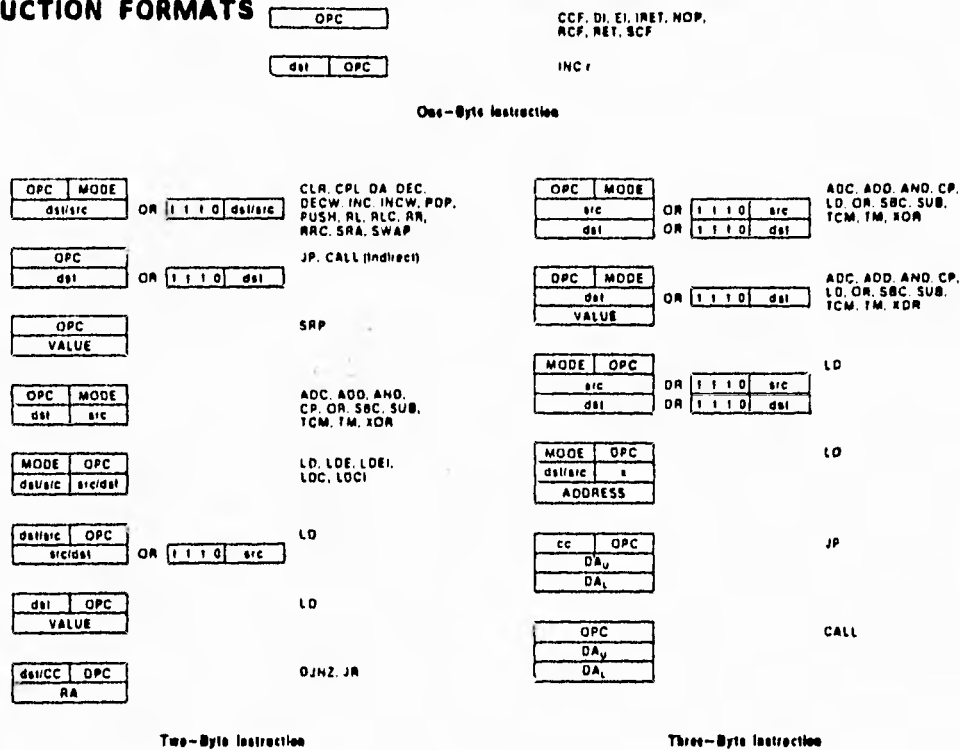 UCTION FORMATS
OPC
CCF, DI, EI, IRET, NOP,
RCF, RET, SCF
dst OPC
INC r
One-Byte Instruction
OPC MODE
dst/src OR 1 1 1 0 dst/src
CLR, CPL, DA, DEC,
DECW, INC, INCW, POP,
PUSH, RL, RLC, RR,
RRC, SRA, SWAP
OPC
dst OR 1 1 1 0 dst
JP, CALL (Indirect)
OPC
VALUE
SRP
OPC MODE
dst src
ADC, ADD, AND,
CP, OR, SBC, SUB,
TCM, TM, XOR
MODE OPC
dst/src src/dst
LD, LDE, LDEI,
LDC, LDCI
dst/src OPC
src/dst OR 1 1 1 0 src
LD
dst OPC
VALUE
LD
dst/CC OPC
RA
DJNZ, JR
Two-Byte Instruction
OPC MODE
src OR 1 1 1 0 src
dst OR 1 1 1 0 dst
ADC, ADD, AND, CP,
LD, OR, SBC, SUB,
TCM, TM, XOR
OPC MODE
dst OR 1 1 1 0 dst
VALUE
ADC, ADD, AND, CP,
LD, OR, SBC, SUB,
TCM, TM, XOR
MODE OPC
src OR 1 1 1 0 src
dst OR 1 1 1 0 dst
LD
MODE OPC
dst/src x
ADDRESS
LD
cc OPC
DAU
DAL
JP
OPC
DAU
DAL
CALL
Three-Byte Instruction